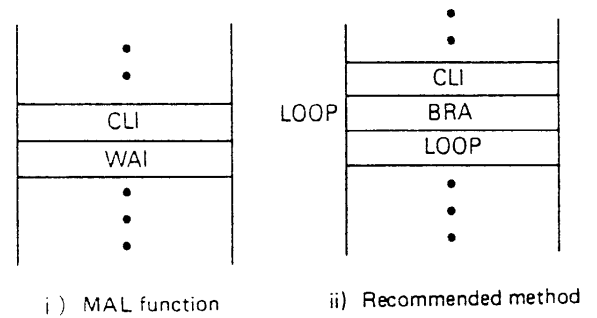 CLI
WAI
i) MAL function
CLI
LOOP BRA
LOOP
ii) Recommended method